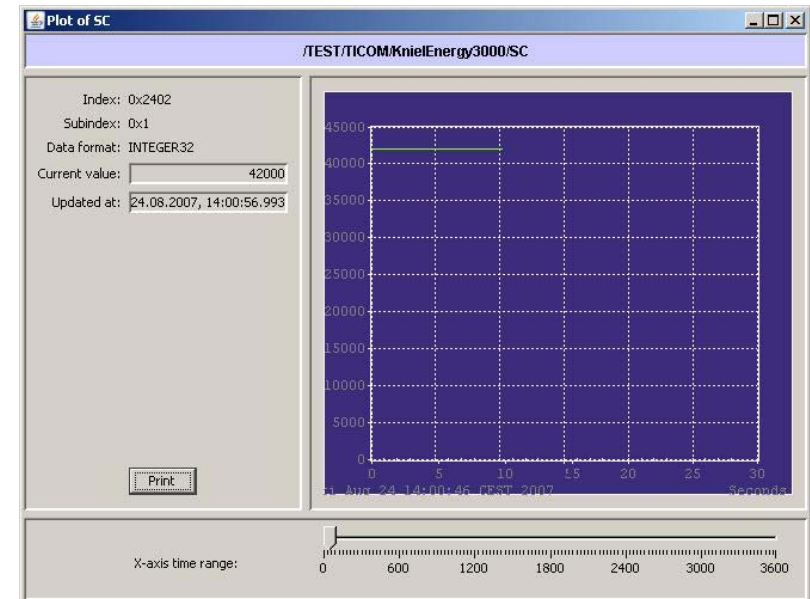 Plot of SC
/TEST/TICOM/KnielEnergy3000/SC
Index: 0x2402
Subindex: 0x1
Data format: INTEGER32
Current value: 42000
Updated at: 24.08.2007, 14:00:56.993
Print
45000
40000
35000
30000
25000
20000
15000
10000
5000
0
0 5 10 15 20 25 30
Aug 24 14:00:46 CEST 2007 Seconds
X-axis time range:
0 600 1200 1800 2400 3000 3600